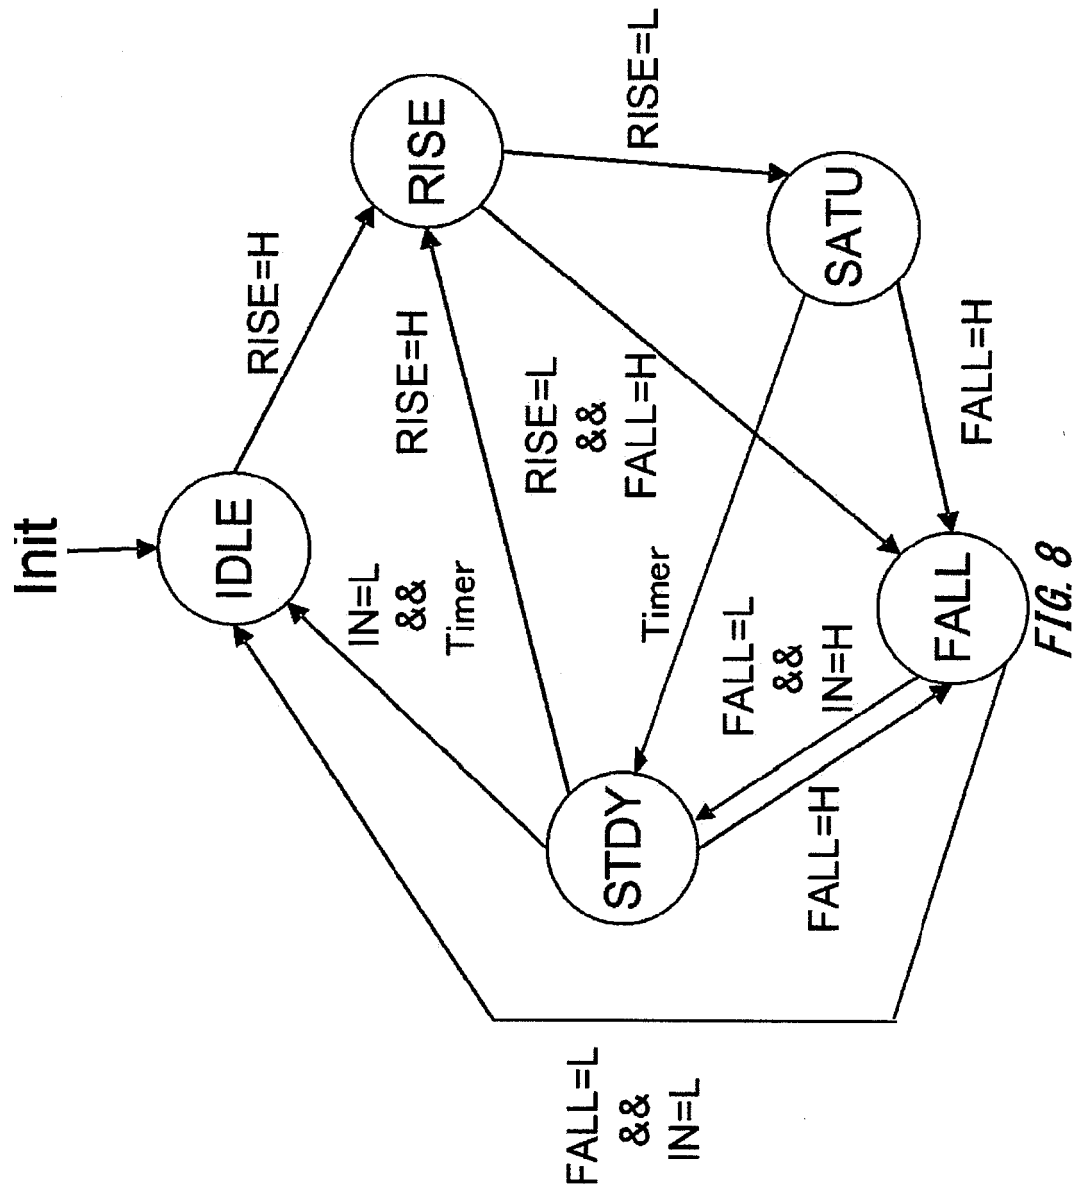 Init
IDLE
RISE=H
RISE
RISE=L
SATU
FALL=H
FALL
RISE=H
RISE=L
&&
FALL=H
IN=L
&&
Timer
Timer
STDY
FALL=L
&&
IN=H
FALL=H
FALL=L
&&
IN=L
FIG. 8